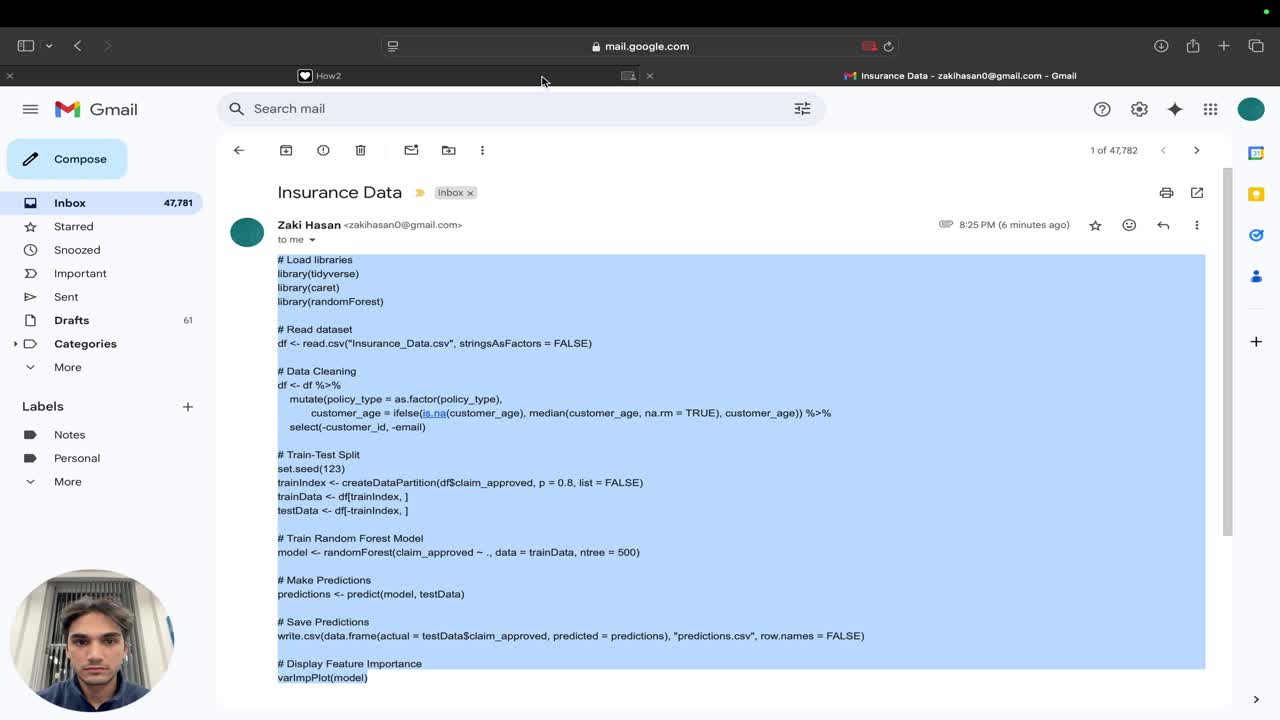 mail.google.com
How2
Insurance Data - zakihasan0@gmail.com - Gmail
Gmail
Search mail
Compose
1 of 47,782
Inbox 47,781
Starred
Snoozed
Important
Sent
Drafts 61
Categories
More
Labels
Notes
Personal
More
Insurance Data
Inbox
Zaki Hasan <zakihasan0@gmail.com>
8:25 PM (6 minutes ago)
to me
# Load libraries
library(tidyverse)
library(caret)
library(randomForest)
# Read dataset
df <- read.csv("Insurance_Data.csv", stringsAsFactors = FALSE)
# Data Cleaning
df <- df %>%
mutate(policy_type = as.factor(policy_type),
customer_age = ifelse(is.na(customer_age), median(customer_age, na.rm = TRUE), customer_age)) %>%
select(-customer_id, -email)
# Train-Test Split
set.seed(123)
trainIndex <- createDataPartition(df$claim_approved, p = 0.8, list = FALSE)
trainData <- df[trainIndex, ]
testData <- df[-trainIndex, ]
# Train Random Forest Model
model <- randomForest(claim_approved ~ ., data = trainData, ntree = 500)
# Make Predictions
predictions <- predict(model, testData)
# Save Predictions
write.csv(data.frame(actual = testData$claim_approved, predicted = predictions), "predictions.csv", row.names = FALSE)
# Display Feature Importance
varImpPlot(model)
31